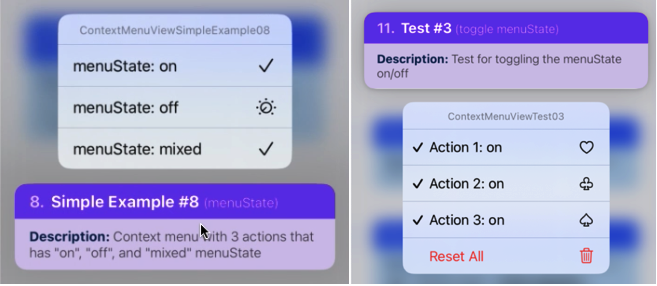 ContextMenuViewSimpleExample08
menuState: on
menuState: off
menuState: mixed
8. Simple Example #8 (menuState)
Description: Context menu with 3 actions that
has "on", "off", and "mixed" menuState
11. Test #3 (toggle menuState)
Description: Test for toggling the menuState
on/off
ContextMenuViewTest03
Action 1: on
Action 2: on
Action 3: on
Reset All